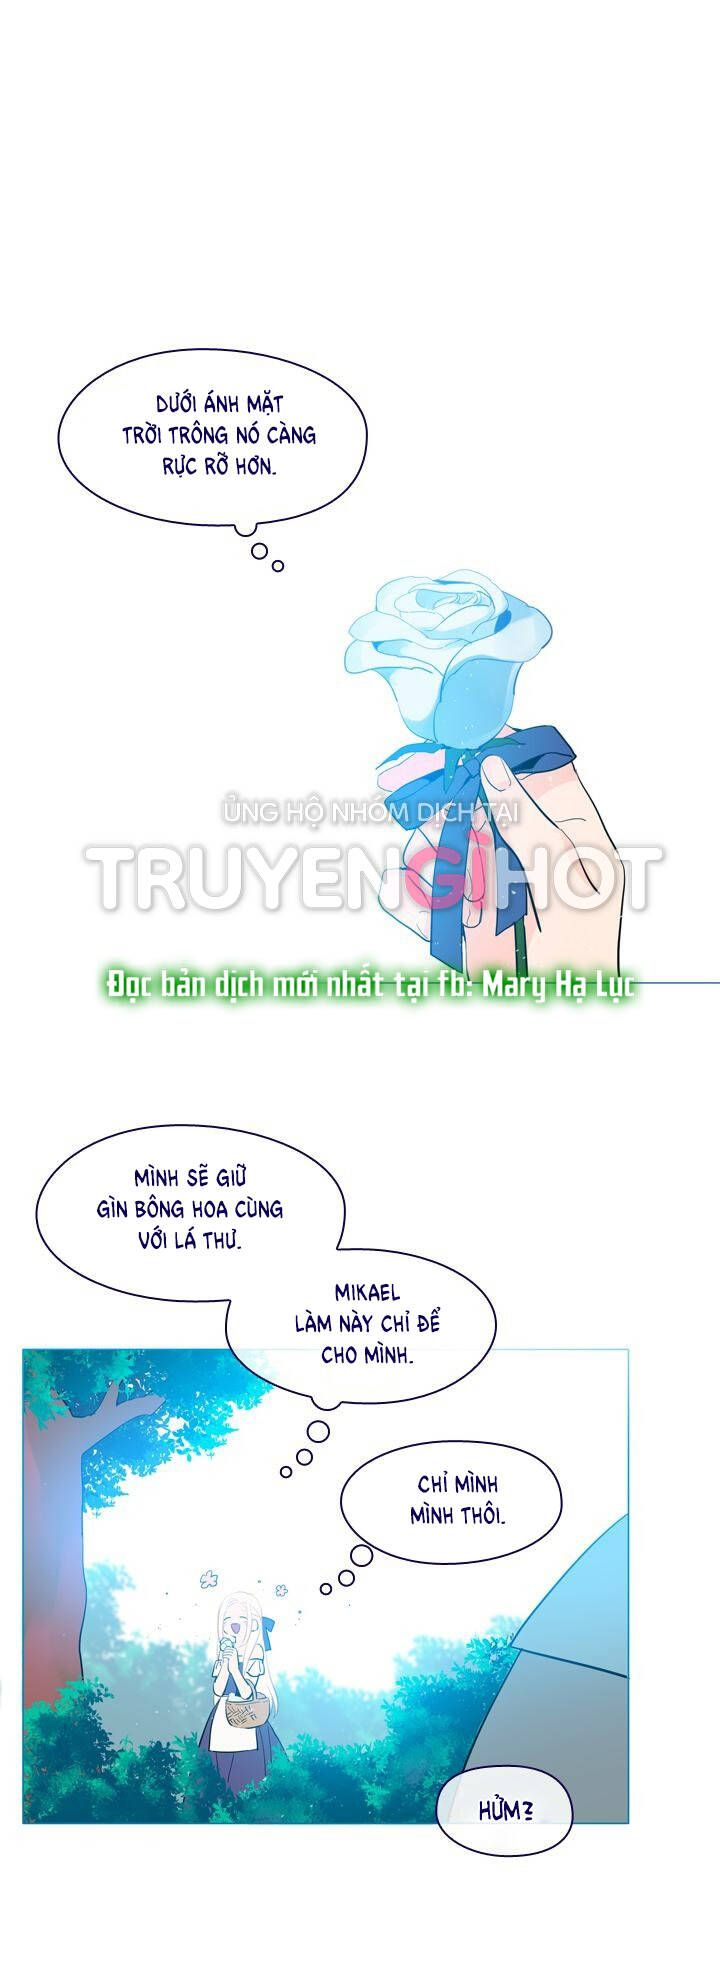 DƯỚI ÁNH MẶT
TRỜI TRÔNG NÓ CÀNG
RỰC RỠ HƠN.
ỦNG HỘ NHÓM DỊCH TẠI
TRUYENGIHOT
Đọc bản dịch mới nhất tại fb: Mary Hạ Lục
MÌNH SẼ GIỮ
GÌN BÔNG HOA CÙNG
VỚI LÁ THƯ.
MIKAEL
LÀM NÀY CHỈ ĐỂ
CHO MÌNH.
CHỈ MÌNH
MÌNH THÔI.
HỬM?